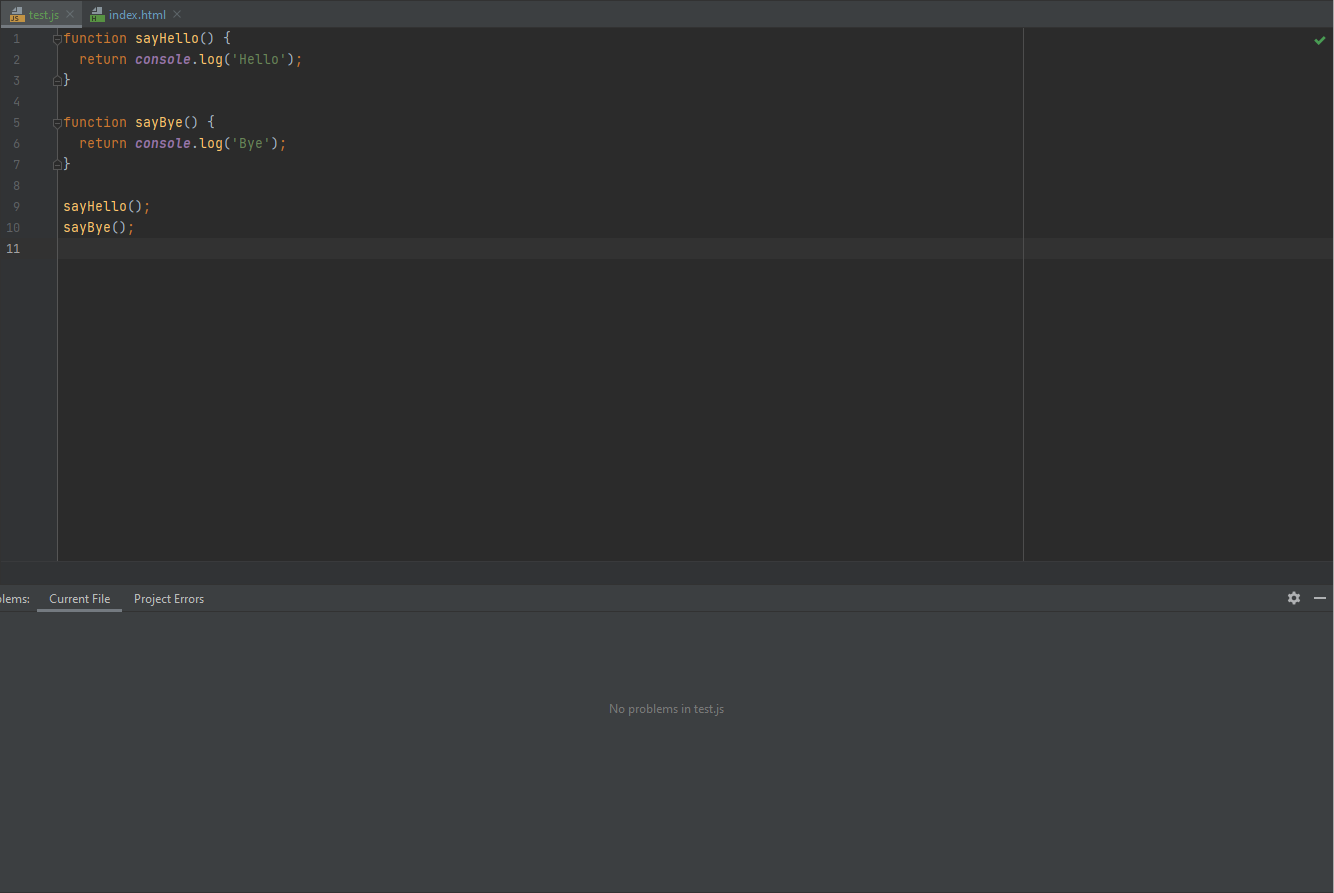 test.js index.html
1 function sayHello() {
2 return console.log('Hello');
3 }
4
5 function sayBye() {
6 return console.log('Bye');
7 }
8
9 sayHello();
10 sayBye();
11
lems: Current File Project Errors
No problems in test.js